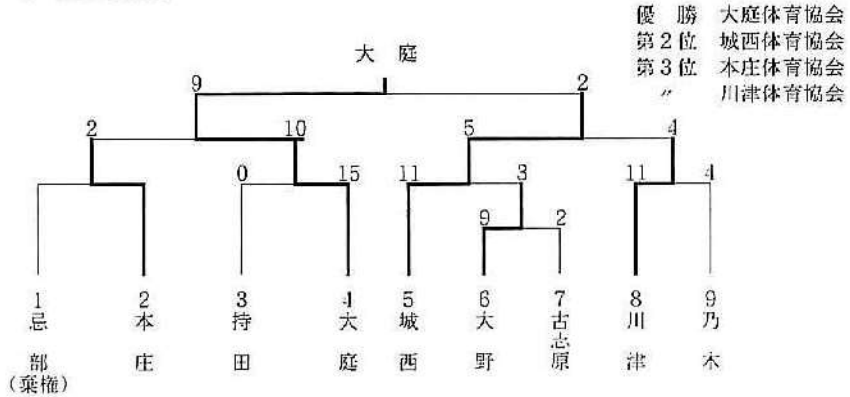 優勝 大庭体育協会
第2位 城西体育協会
第3位 本庄体育協会
〃 川津体育協会
大庭
9 2
2 10 5 4
0 15 11 3 11 4
9 2
1 2 3 4 5 6 7 8 9
忌部 本庄 持田 大庭 城西 大野 古志原 川津 乃木
(棄権)